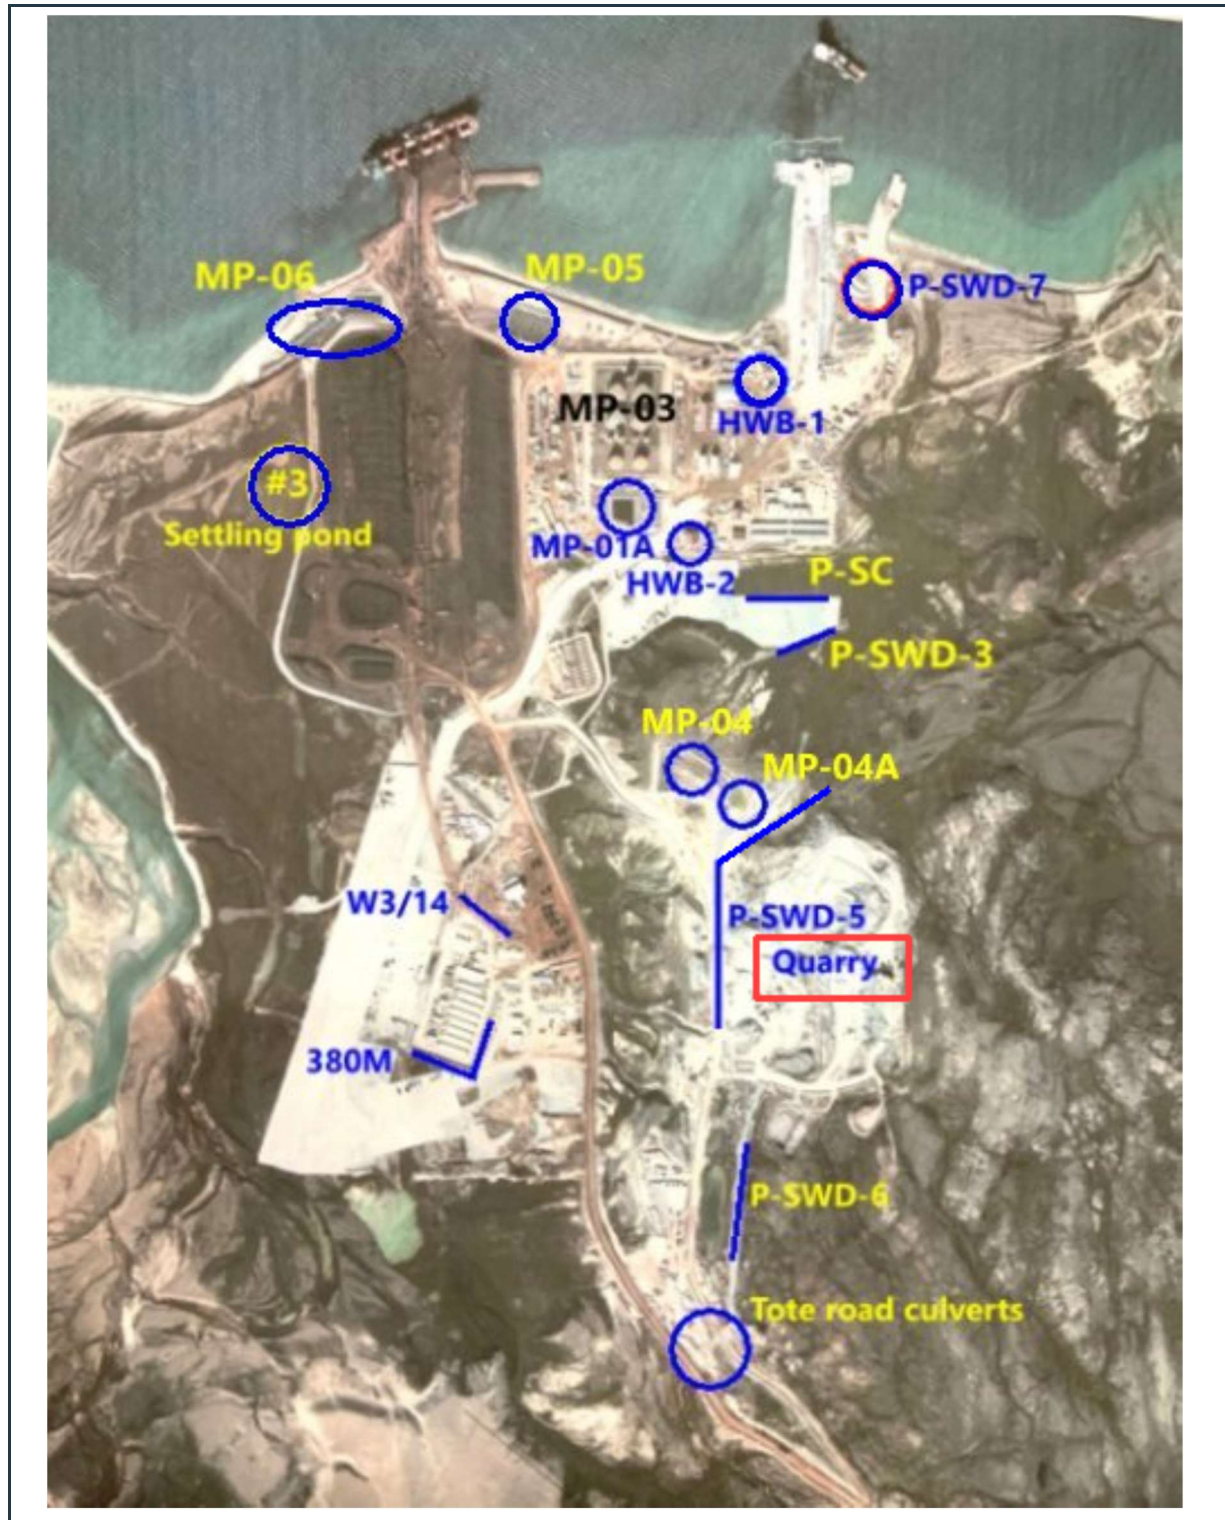 MP-06
MP-05
P-SWD-7
MP-03
HWB-1
#3
Settling pond
MP-01A
HWB-2
P-SC
P-SWD-3
MP-04
MP-04A
W3/14
P-SWD-5
Quarry
380M
P-SWD-6
Tote road culverts